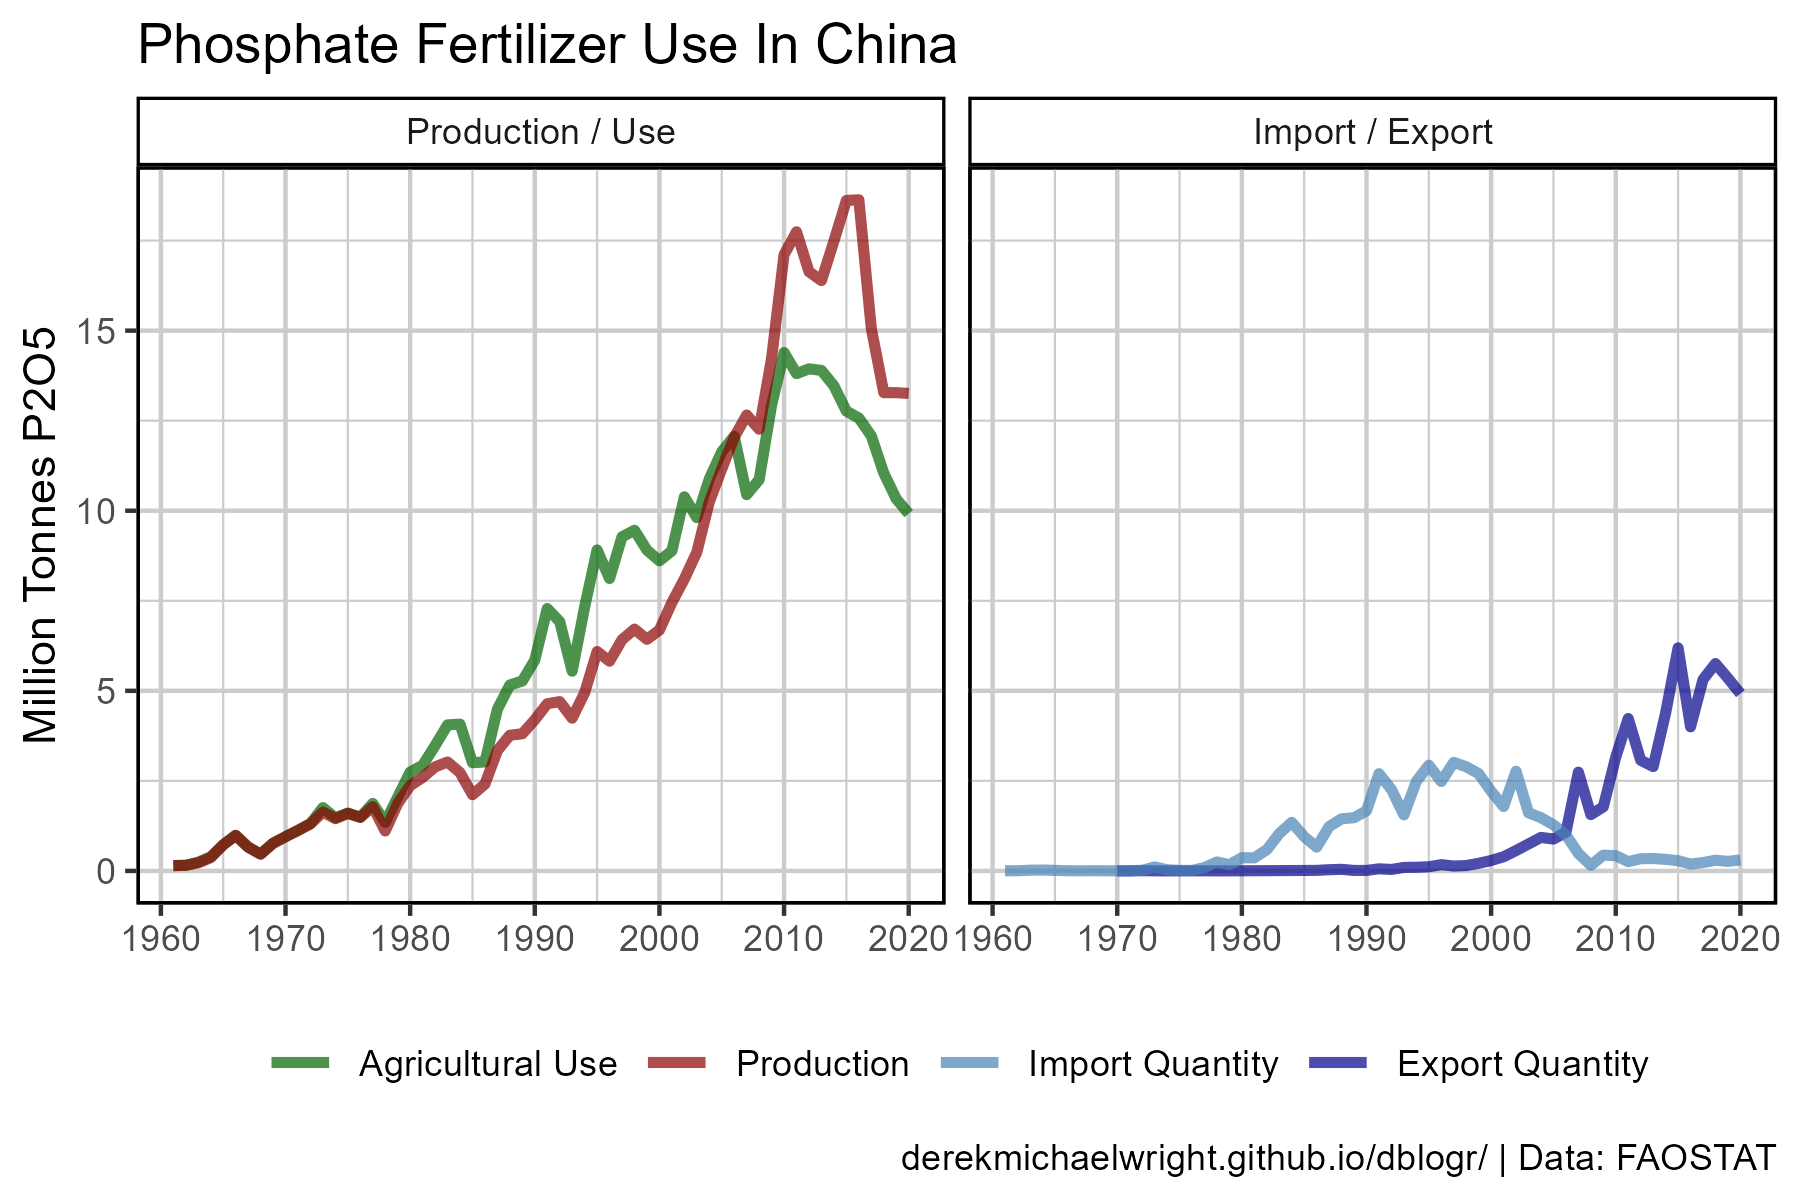 Phosphate Fertilizer Use In China
Production / Use
Import / Export
Million Tonnes P2O5
15
10
5
0
1960 1970 1980 1990 2000 2010 2020
1960 1970 1980 1990 2000 2010 2020
Agricultural Use Production Import Quantity Export Quantity
derekmichaelwright.github.io/dblogr/ | Data: FAOSTAT